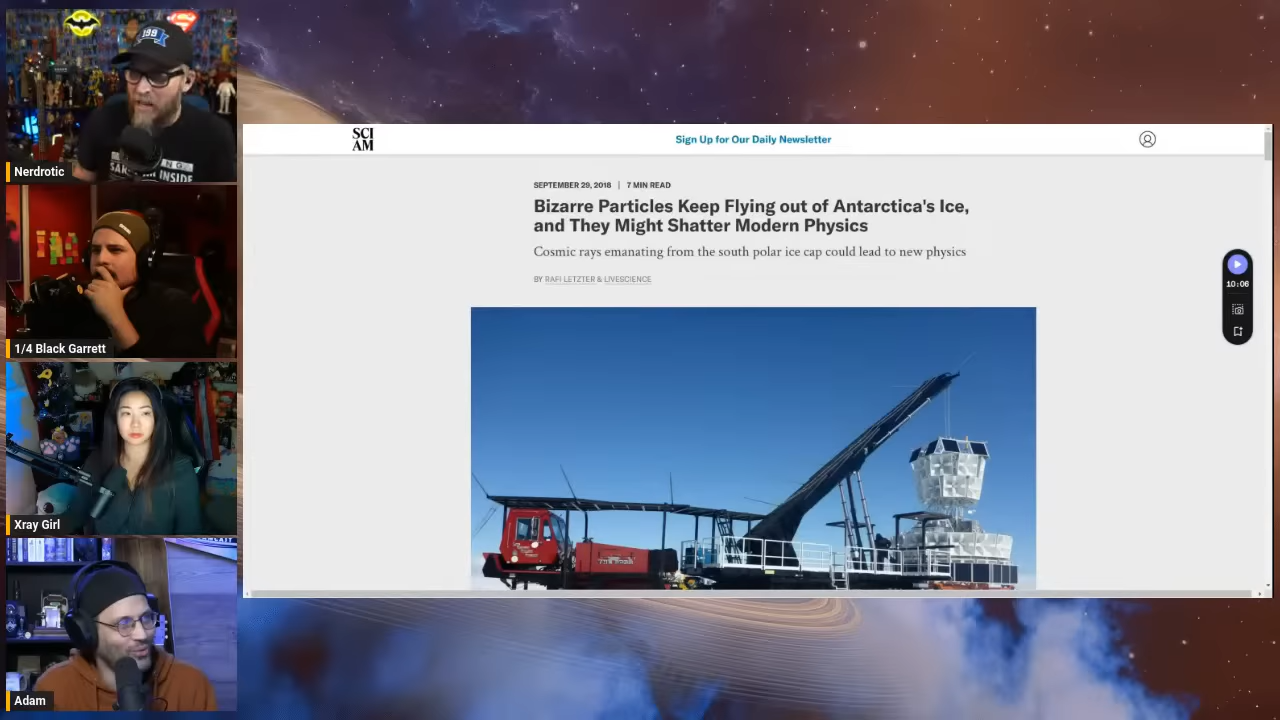 199
Nerdrotic
1/4 Black Garrett
Xray Girl
Adam
SCI
AM
Sign Up for Our Daily Newsletter
SEPTEMBER 29, 2018 | 7 MIN READ
Bizarre Particles Keep Flying out of Antarctica's Ice,
and They Might Shatter Modern Physics
Cosmic rays emanating from the south polar ice cap could lead to new physics
BY RAFI LETZTER & LIVESCIENCE
10:06